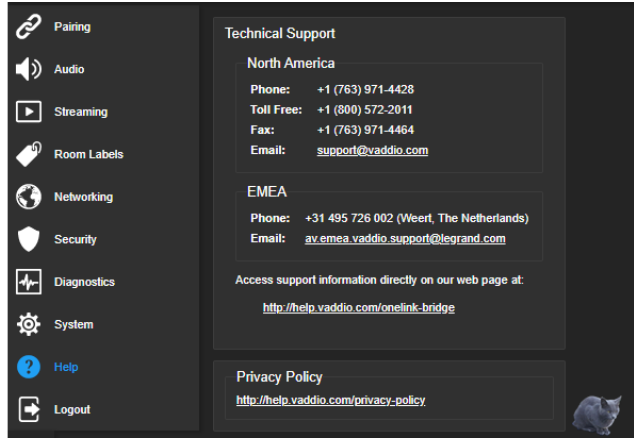 Pairing
Audio
Streaming
Room Labels
Networking
Security
Diagnostics
System
Help
Logout
Technical Support
North America
Phone: +1 (763) 971-4428
Toll Free: +1 (800) 572-2011
Fax: +1 (763) 971-4464
Email: support@vaddio.com
EMEA
Phone: +31 495 726 002 (Weert, The Netherlands)
Email: av.emea.vaddio.support@legrand.com
Access support information directly on our web page at:
http://help.vaddio.com/onelink-bridge
Privacy Policy
http://help.vaddio.com/privacy-policy